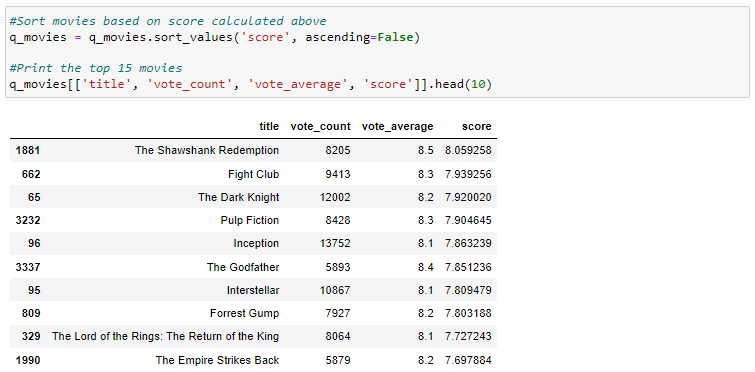 #Sort movies based on score calculated above
q_movies = q_movies.sort_values('score', ascending=False)
#Print the top 15 movies
q_movies[['title', 'vote_count', 'vote_average', 'score']].head(10)
title vote_count vote_average score
1881 The Shawshank Redemption 8205 8.5 8.059258
662 Fight Club 9413 8.3 7.939256
65 The Dark Knight 12002 8.2 7.920020
3232 Pulp Fiction 8428 8.3 7.904645
96 Inception 13752 8.1 7.863239
3337 The Godfather 5893 8.4 7.851236
95 Interstellar 10867 8.1 7.809479
809 Forrest Gump 7927 8.2 7.803188
329 The Lord of the Rings: The Return of the King 8064 8.1 7.727243
1990 The Empire Strikes Back 5879 8.2 7.697884